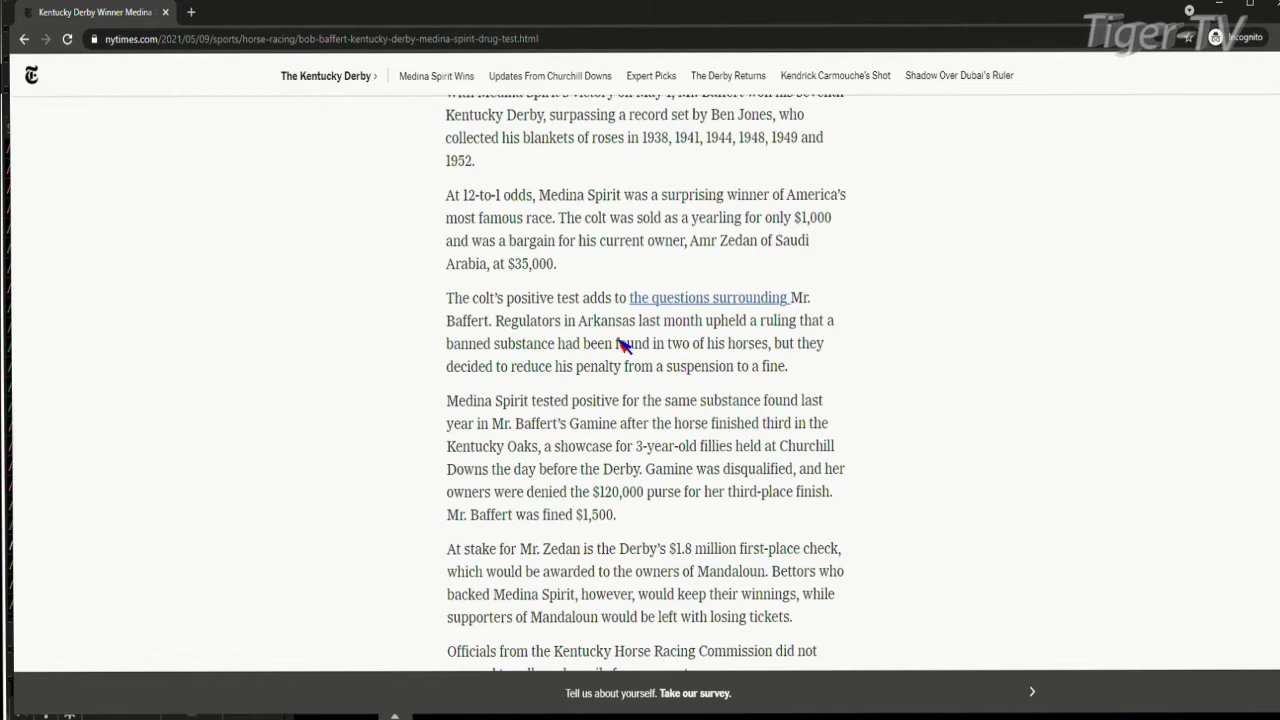 Kentucky Derby Winner Medina
Tiger-TV
nytimes.com/2021/05/09/sports/horse-racing/bob-baffert-kentucky-derby-medina-spirit-drug-test.html
Incognito
The Kentucky Derby › Medina Spirit Wins Updates From Churchill Downs Expert Picks The Derby Returns Kendrick Carmouche's Shot Shadow Over Dubai's Ruler
With Medina Spirit's victory on May 1, Mr. Baffert won his seventh
Kentucky Derby, surpassing a record set by Ben Jones, who
collected his blankets of roses in 1938, 1941, 1944, 1948, 1949 and
1952.
At 12-to-1 odds, Medina Spirit was a surprising winner of America's
most famous race. The colt was sold as a yearling for only $1,000
and was a bargain for his current owner, Amr Zedan of Saudi
Arabia, at $35,000.
The colt's positive test adds to the questions surrounding Mr.
Baffert. Regulators in Arkansas last month upheld a ruling that a
banned substance had been found in two of his horses, but they
decided to reduce his penalty from a suspension to a fine.
Medina Spirit tested positive for the same substance found last
year in Mr. Baffert's Gamine after the horse finished third in the
Kentucky Oaks, a showcase for 3-year-old fillies held at Churchill
Downs the day before the Derby. Gamine was disqualified, and her
owners were denied the $120,000 purse for her third-place finish.
Mr. Baffert was fined $1,500.
At stake for Mr. Zedan is the Derby's $1.8 million first-place check,
which would be awarded to the owners of Mandaloun. Bettors who
backed Medina Spirit, however, would keep their winnings, while
supporters of Mandaloun would be left with losing tickets.
Officials from the Kentucky Horse Racing Commission did not
Tell us about yourself. Take our survey.